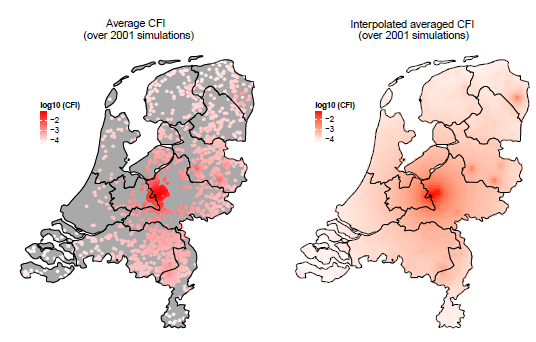 Average CFI
(over 2001 simulations)
log10 (CFI)
−2
−3
−4
Interpolated averaged CFI
(over 2001 simulations)
log10 (CFI)
−2
−3
−4